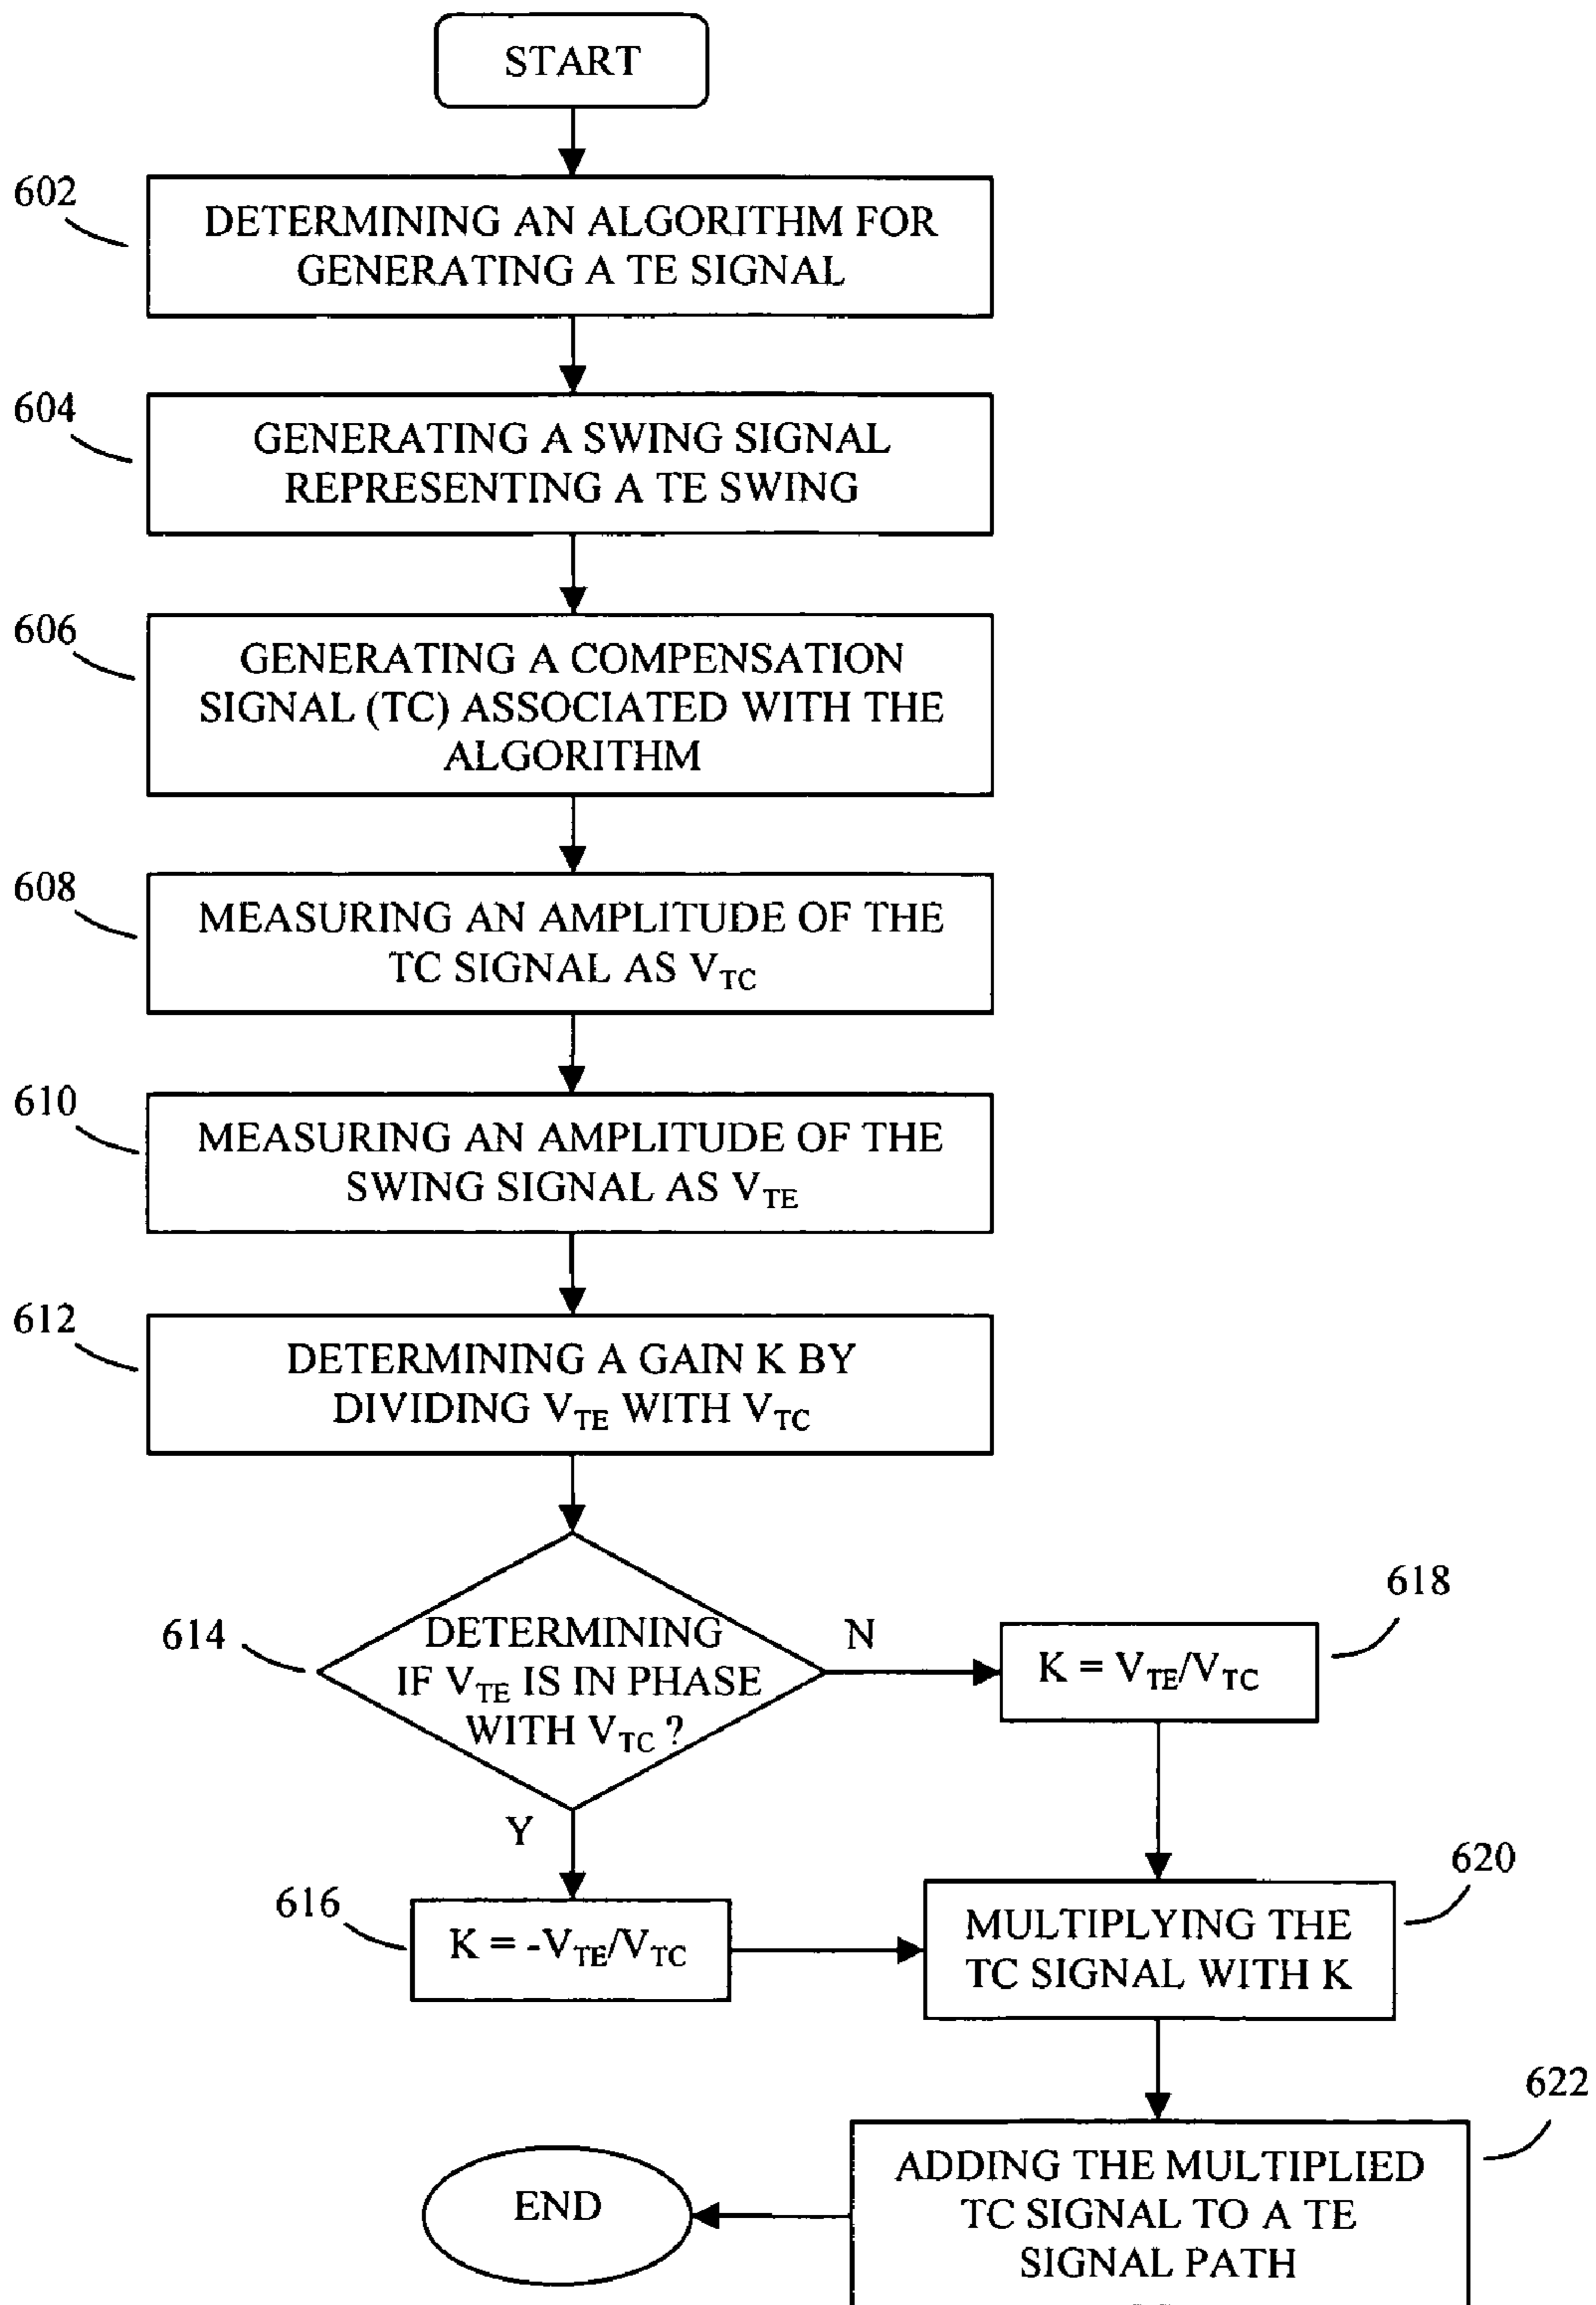 START
602
DETERMINING AN ALGORITHM FOR
GENERATING A TE SIGNAL
604
GENERATING A SWING SIGNAL
REPRESENTING A TE SWING
606
GENERATING A COMPENSATION
SIGNAL (TC) ASSOCIATED WITH THE
ALGORITHM
608
MEASURING AN AMPLITUDE OF THE
TC SIGNAL AS VTC
610
MEASURING AN AMPLITUDE OF THE
SWING SIGNAL AS VTE
612
DETERMINING A GAIN K BY
DIVIDING VTE WITH VTC
614
DETERMINING
IF VTE IS IN PHASE
WITH VTC ?
N
618
K = VTE/VTC
Y
616
K = -VTE/VTC
620
MULTIPLYING THE
TC SIGNAL WITH K
622
ADDING THE MULTIPLIED
TC SIGNAL TO A TE
SIGNAL PATH
END